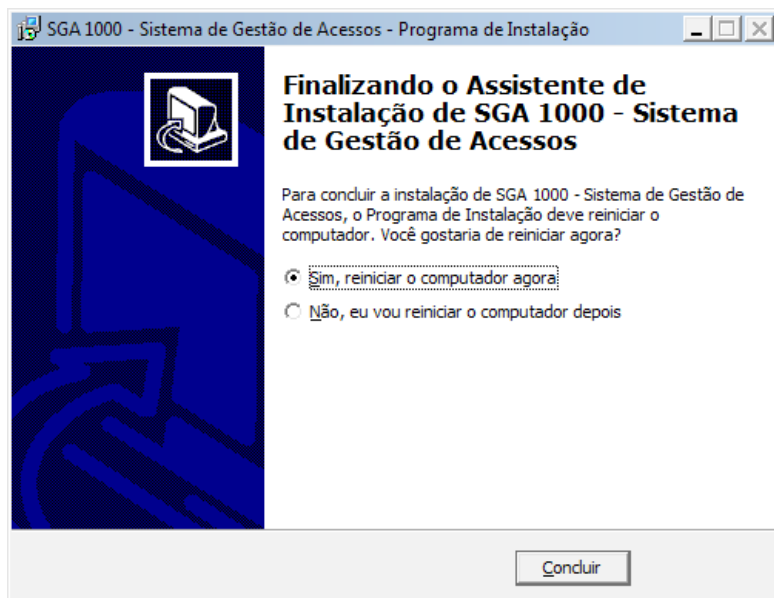 SGA 1000 - Sistema de Gestão de Acessos - Programa de Instalação
Finalizando o Assistente de
Instalação de SGA 1000 - Sistema
de Gestão de Acessos
Para concluir a instalação de SGA 1000 - Sistema de Gestão de
Acessos, o Programa de Instalação deve reiniciar o
computador. Você gostaria de reiniciar agora?
Sim, reiniciar o computador agora
Não, eu vou reiniciar o computador depois
Concluir